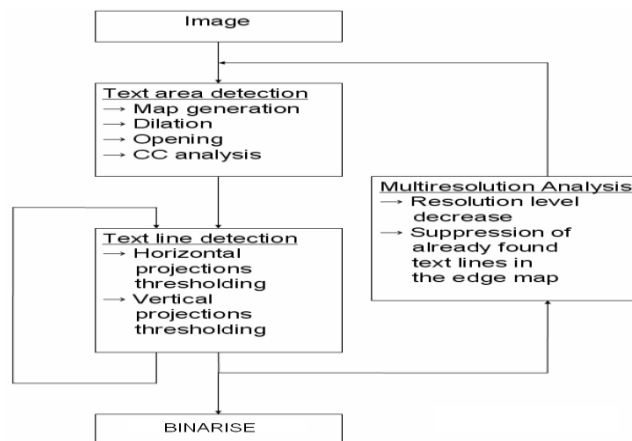 Image
Text area detection
→ Map generation
→ Dilation
→ Opening
→ CC analysis
Multiresolution Analysis
→ Resolution level
decrease
→ Suppression of
already found
text lines in
the edge map
Text line detection
→ Horizontal
projections
thresholding
→ Vertical
projections
thresholding
BINARISE